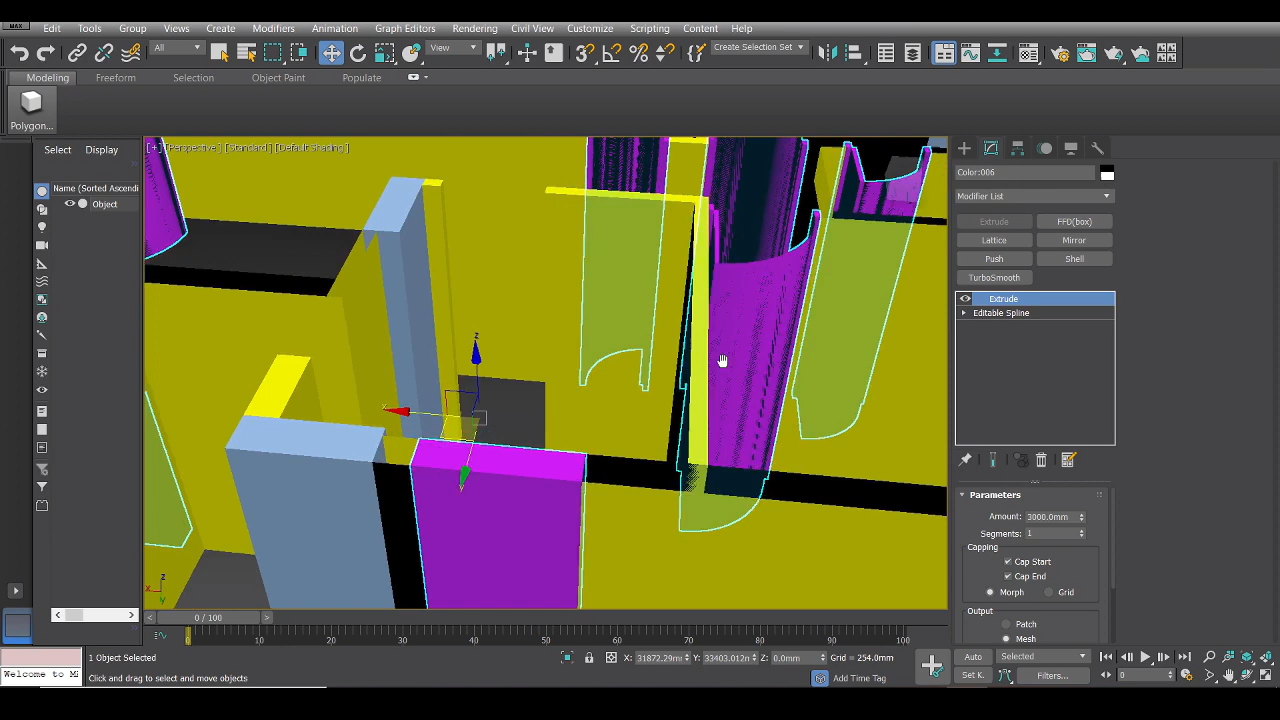 MAX
Edit Tools Group Views Create Modifiers Animation Graph Editors Rendering Civil View Customize Scripting Content Help
All
View
Create Selection Set
Modeling Freeform Selection Object Paint Populate
Polygon...
Select Display
[+] [Perspective] [Standard] [Default Shading]
Name (Sorted Ascendi
Object
Color:006
Modifier List
Extrude FFD(box)
Lattice Mirror
Push Shell
TurboSmooth
Extrude
Editable Spline
Parameters
Amount: 3000.0mm
Segments: 1
Capping
Cap Start
Cap End
Morph Grid
Output
Patch
Mesh
z
x
z
x
y
0 / 100
0 10 20 30 40 50 60 70 80 90 100
1 Object Selected
X: 31872.29m Y: 33403.012m Z: 0.0mm Grid = 254.0mm
Auto Selected
Welcome to Mi
Click and drag to select and move objects
Add Time Tag
Set K. Filters... 0